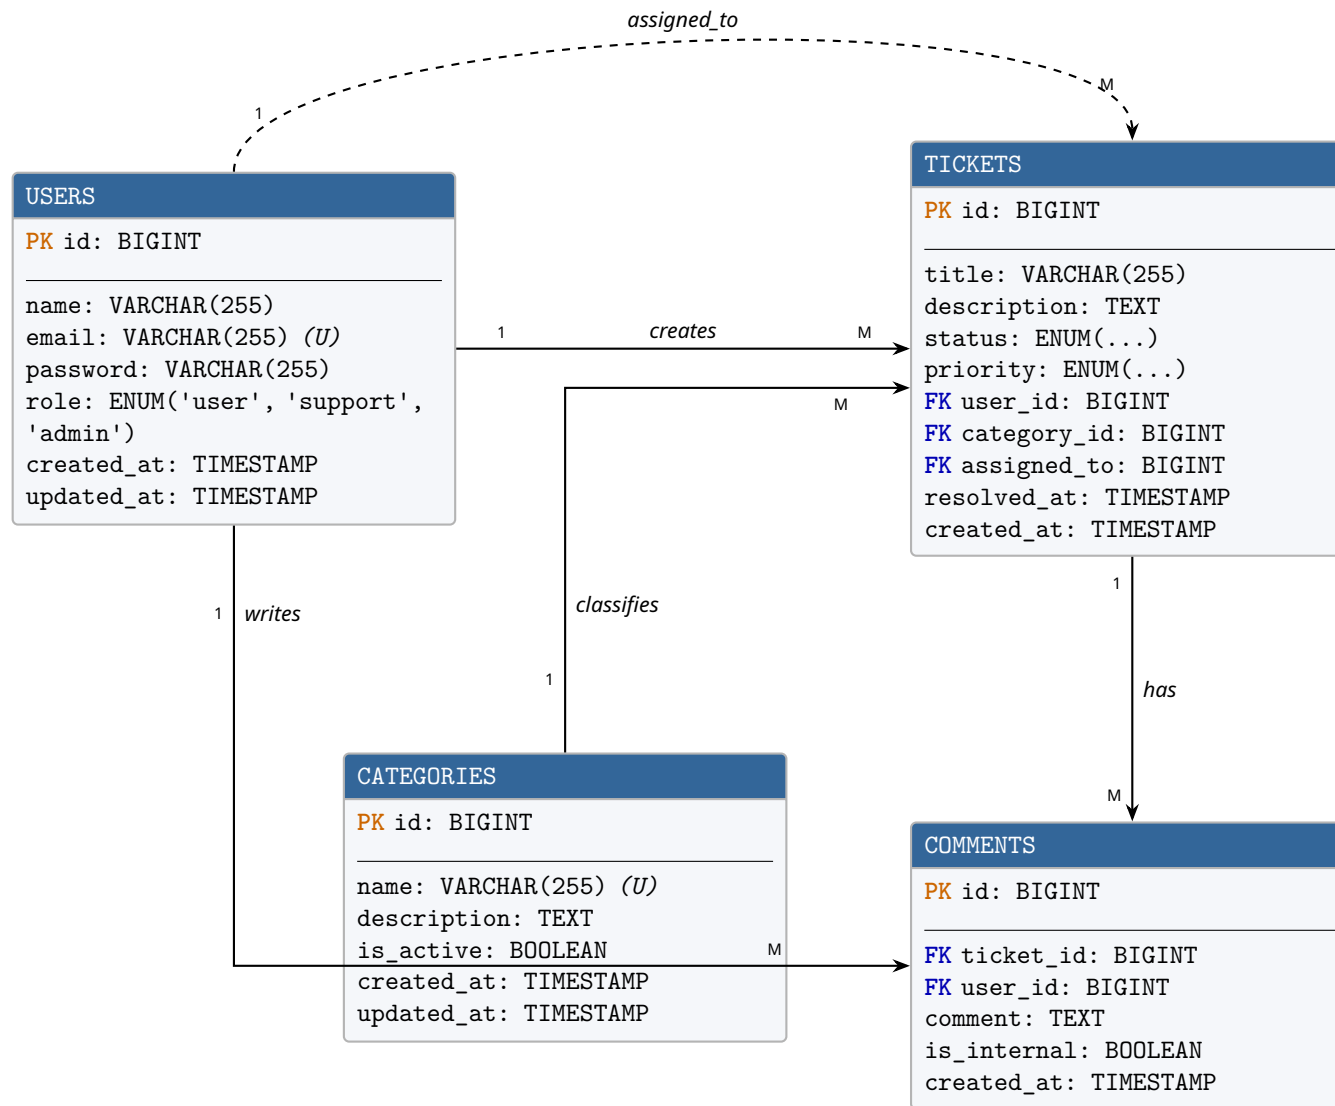 assigned_to
1
M
USERS
PK id: BIGINT
name: VARCHAR(255)
email: VARCHAR(255) (U)
password: VARCHAR(255)
role: ENUM('user', 'support',
'admin')
created_at: TIMESTAMP
updated_at: TIMESTAMP
1
creates
M
TICKETS
PK id: BIGINT
title: VARCHAR(255)
description: TEXT
status: ENUM(...)
priority: ENUM(...)
FK user_id: BIGINT
FK category_id: BIGINT
FK assigned_to: BIGINT
resolved_at: TIMESTAMP
created_at: TIMESTAMP
M
classifies
1
1
writes
M
1
has
M
CATEGORIES
PK id: BIGINT
name: VARCHAR(255) (U)
description: TEXT
is_active: BOOLEAN
created_at: TIMESTAMP
updated_at: TIMESTAMP
COMMENTS
PK id: BIGINT
FK ticket_id: BIGINT
FK user_id: BIGINT
comment: TEXT
is_internal: BOOLEAN
created_at: TIMESTAMP